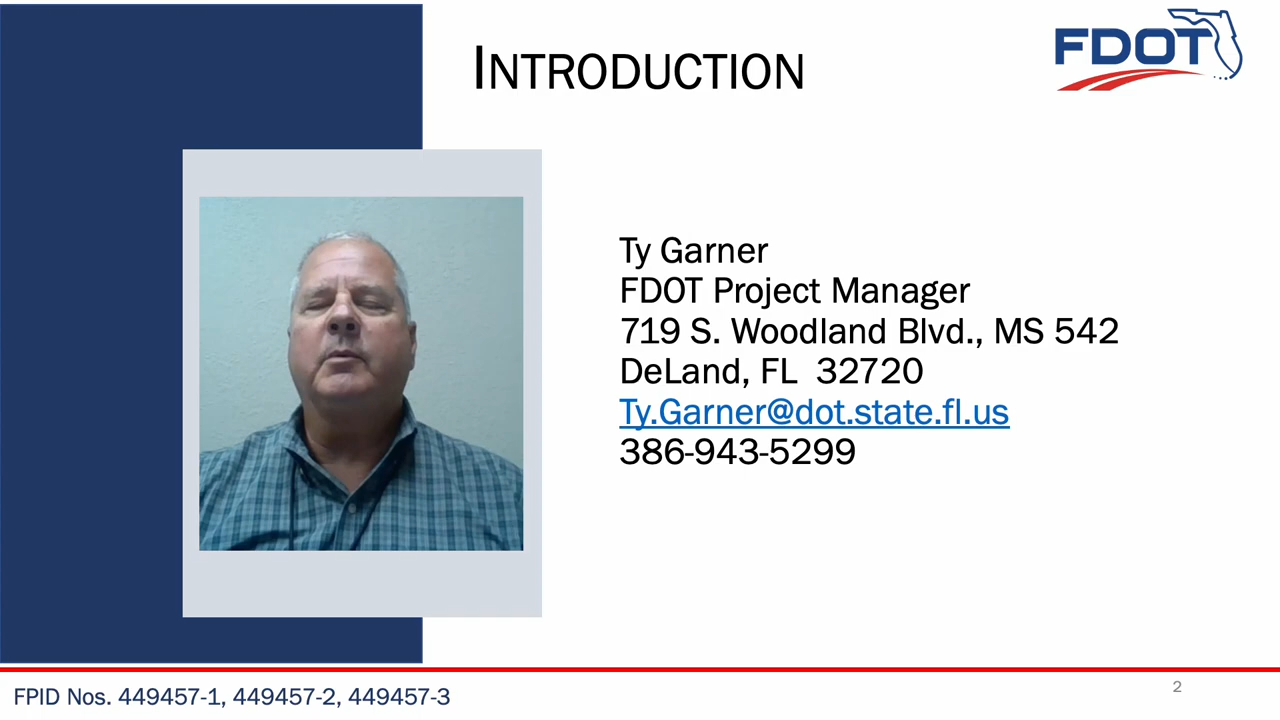 INTRODUCTION
FDOT
Ty Garner
FDOT Project Manager
719 S. Woodland Blvd., MS 542
DeLand, FL  32720
Ty.Garner@dot.state.fl.us
386-943-5299
FPID Nos. 449457-1, 449457-2, 449457-3
2